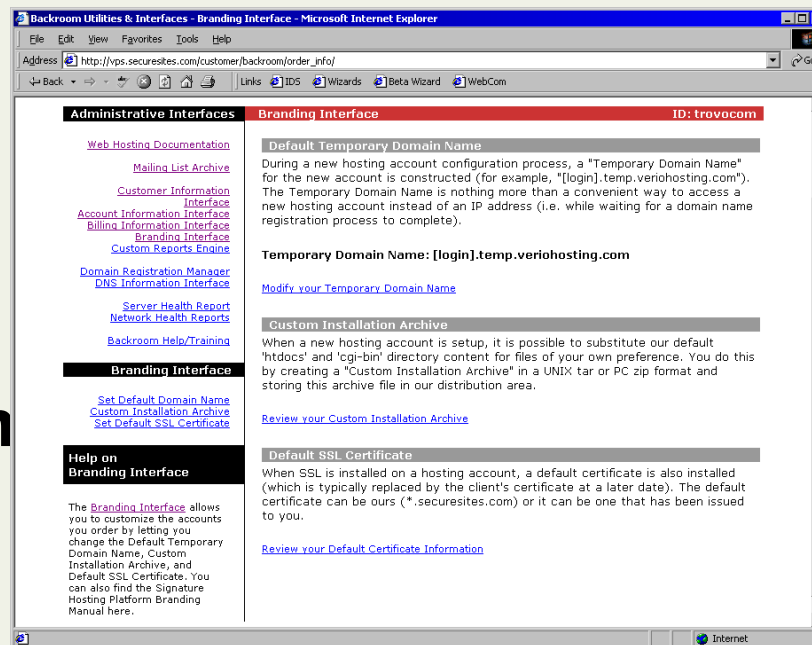 Backroom Utilities & Interfaces - Branding Interface - Microsoft Internet Explorer
File Edit View Favorites Tools Help
Address http://vps.securesites.com/customer/backroom/order_info/ Go
Back Links IDS Wizards Beta Wizard WebCom
Administrative Interfaces
Web Hosting Documentation
Mailing List Archive
Customer Information
Interface
Account Information Interface
Billing Information Interface
Branding Interface
Custom Reports Engine
Domain Registration Manager
DNS Information Interface
Server Health Report
Network Health Reports
Backroom Help/Training
Branding Interface
Set Default Domain Name
Custom Installation Archive
Set Default SSL Certificate
Help on
Branding Interface
The Branding Interface allows
you to customize the accounts
you order by letting you
change the Default Temporary
Domain Name, Custom
Installation Archive, and
Default SSL Certificate. You
can also find the Signature
Hosting Platform Branding
Manual here.
Branding Interface ID: trovocom
Default Temporary Domain Name
During a new hosting account configuration process, a "Temporary Domain Name"
for the new account is constructed (for example, "[login].temp.veriohosting.com").
The Temporary Domain Name is nothing more than a convenient way to access a
new hosting account instead of an IP address (i.e. while waiting for a domain name
registration process to complete).
Temporary Domain Name: [login].temp.veriohosting.com
Modify your Temporary Domain Name
Custom Installation Archive
When a new hosting account is setup, it is possible to substitute our default
'htdocs' and 'cgi-bin' directory content for files of your own preference. You do this
by creating a "Custom Installation Archive" in a UNIX tar or PC zip format and
storing this archive file in our distribution area.
Review your Custom Installation Archive
Default SSL Certificate
When SSL is installed on a hosting account, a default certificate is also installed
(which is typically replaced by the client's certificate at a later date). The default
certificate can be ours (*.securesites.com) or it can be one that has been issued
to you.
Review your Default Certificate Information
Internet